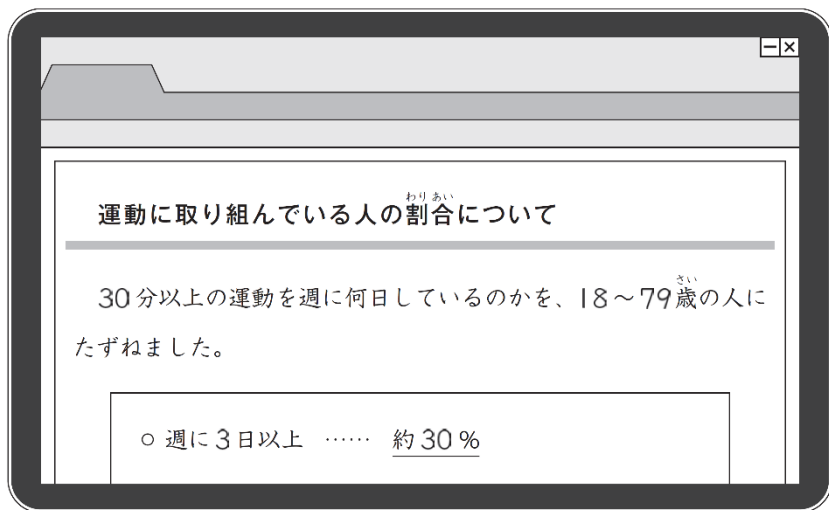 運動に取り組んでいる人の割合について
30分以上の運動を週に何日しているのかを、18～79歳の人に
たずねました。
○ 週に3日以上 …… 約30%